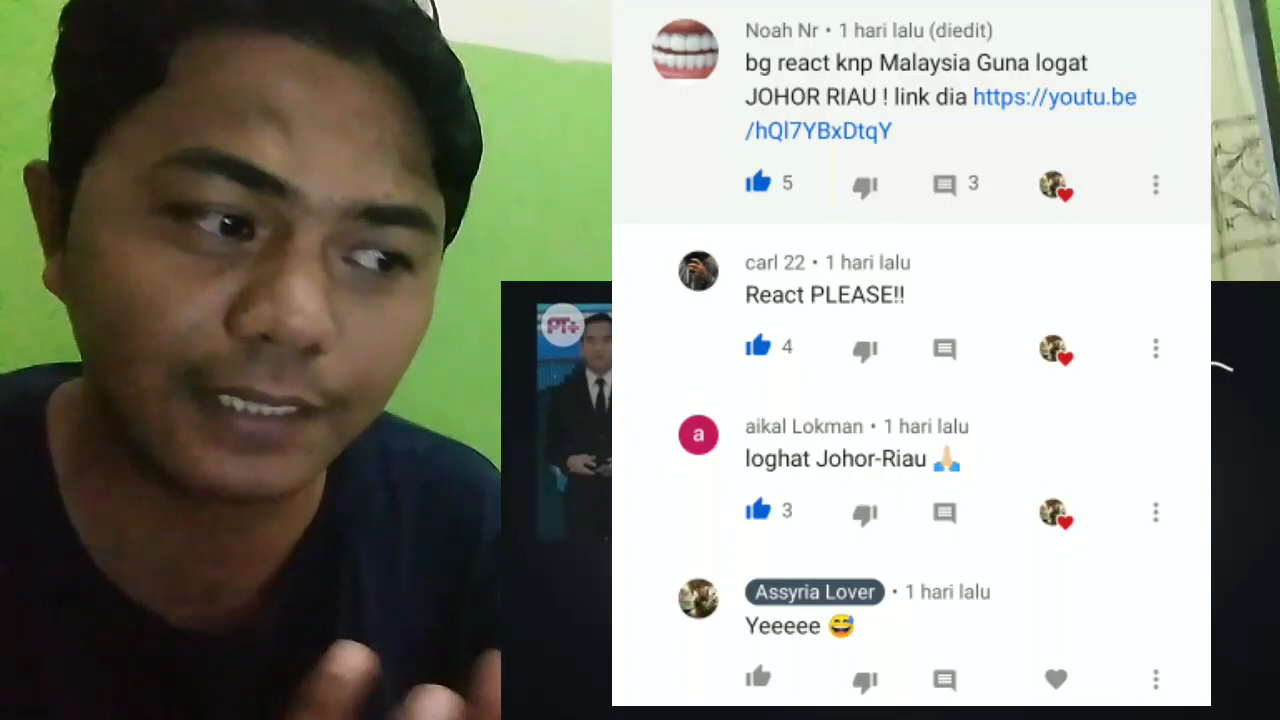 Noah Nr • 1 hari lalu (diedit)
bg react knp Malaysia Guna logat
JOHOR RIAU ! link dia https://youtu.be
/hQl7YBxDtqY
5
3
carl 22 • 1 hari lalu
React PLEASE!!
4
aikal Lokman • 1 hari lalu
a
loghat Johor-Riau 🙏
3
Assyria Lover • 1 hari lalu
Yeeeee 😅